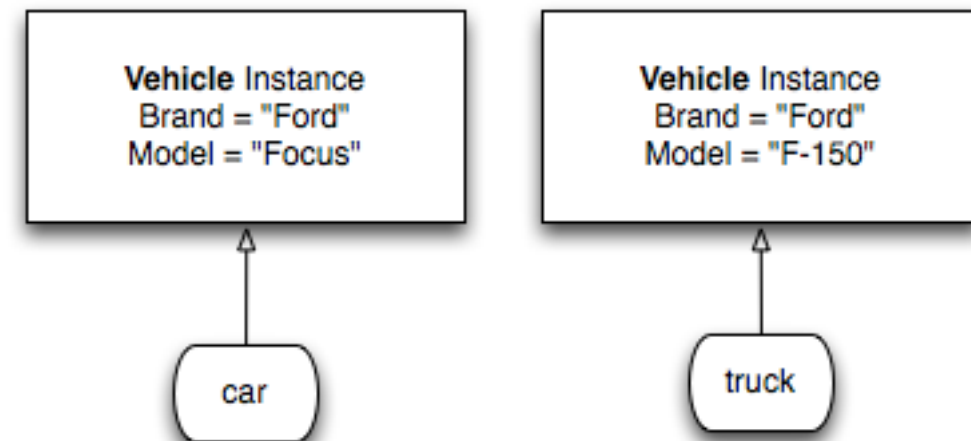 Vehicle Instance
Brand = "Ford"
Model = "Focus"
Vehicle Instance
Brand = "Ford"
Model = "F-150"
car
truck